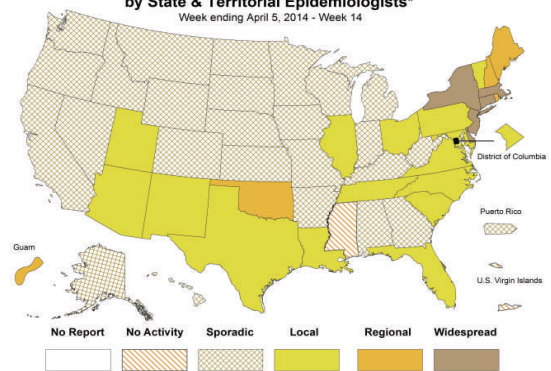 by State & Territorial Epidemiologists*
Week ending April 5, 2014 - Week 14
District of Columbia
Puerto Rico
Guam
U.S. Virgin Islands
No Report No Activity Sporadic Local Regional Widespread